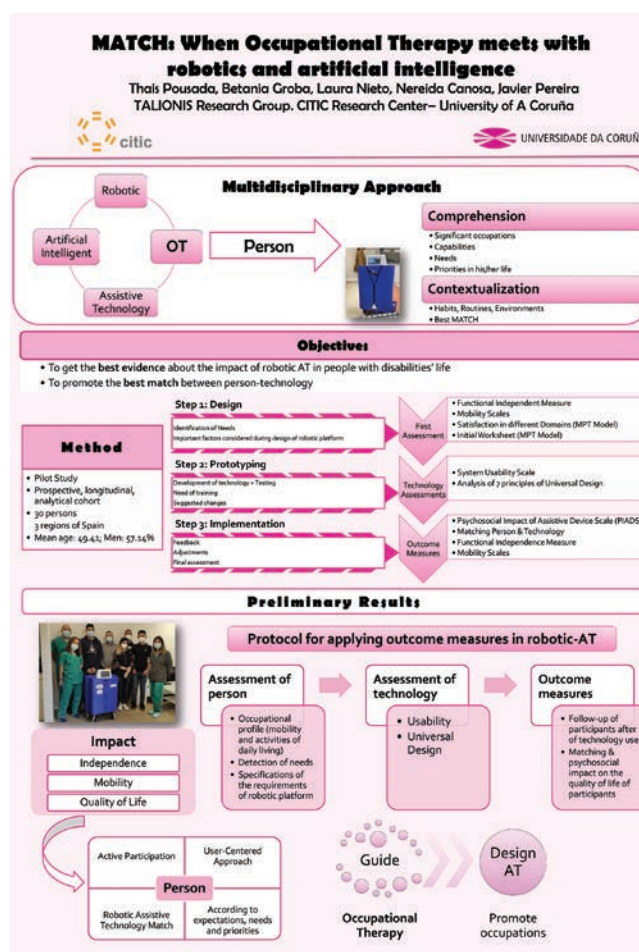 MATCH: When Occupational Therapy meets with
robotics and artificial intelligence
Thais Pousada, Betania Groba, Laura Nieto, Nereida Canosa, Javier Pereira
TALIONIS Research Group. CITIC Research Center– University of A Coruña
citic
UNIVERSIDADE DA CORUÑ
Multidisciplinary Approach
Robotic
Artificial
Intelligent
OT
Assistive
Technology
Person
Comprehension
• Significant occupations
• Capabilities
• Needs
• Priorities in his/her life
Contextualization
• Habits, Routines, Environments
• Best MATCH
Objectives
• To get the best evidence about the impact of robotic AT in people with disabilities' life
• To promote the best match between person-technology
Method
• Pilot Study
• Prospective, longitudinal,
analytical cohort
• 30 persons
3 regions of Spain
• Mean age: 49.41; Men: 57.14%
Step 1: Design
Identification of Needs
Important factors considered during design of robotic platform
First
Assessment
• Functional Independent Measure
• Mobility Scales
• Satisfaction in different Domains (MPT Model)
• Initial Worksheet (MPT Model)
Step 2: Prototyping
Development of technology + Testing
Need of training
Suggested changes
Technology
Assessments
• System Usability Scale
• Analysis of 7 principles of Universal Design
Step 3: Implementation
Feedback
Adjustments
Final assessment
Outcome
Measures
• Psychosocial Impact of Assistive Device Scale (PIADS)
• Matching Person & Technology
• Functional Independence Measure
• Mobility Scales
Preliminary Results
Protocol for applying outcome measures in robotic-AT
Assessment of
person
• Occupational
profile (mobility
and activities of
daily living)
• Detection of needs
• Specifications of
the requirements
of robotic platform
Assessment of
technology
• Usability
• Universal
Design
Outcome
measures
• Follow-up of
participants after
of technology use
• Matching &
psychosocial
impact on the
quality of life of
participants
Impact
Independence
Mobility
Quality of Life
Active Participation
User-Centered
Approach
Person
Robotic Assistive
Technology Match
According to
expectations, needs
and priorities
Guide
Occupational
Therapy
Design
AT
Promote
occupations